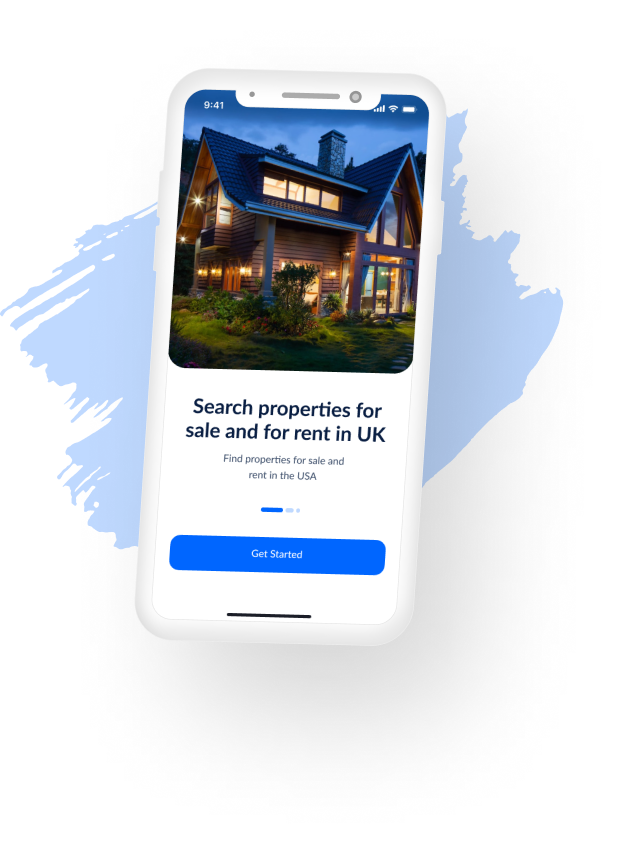 9:41
Search properties for
sale and for rent in UK
Find properties for sale and
rent in the USA
Get Started